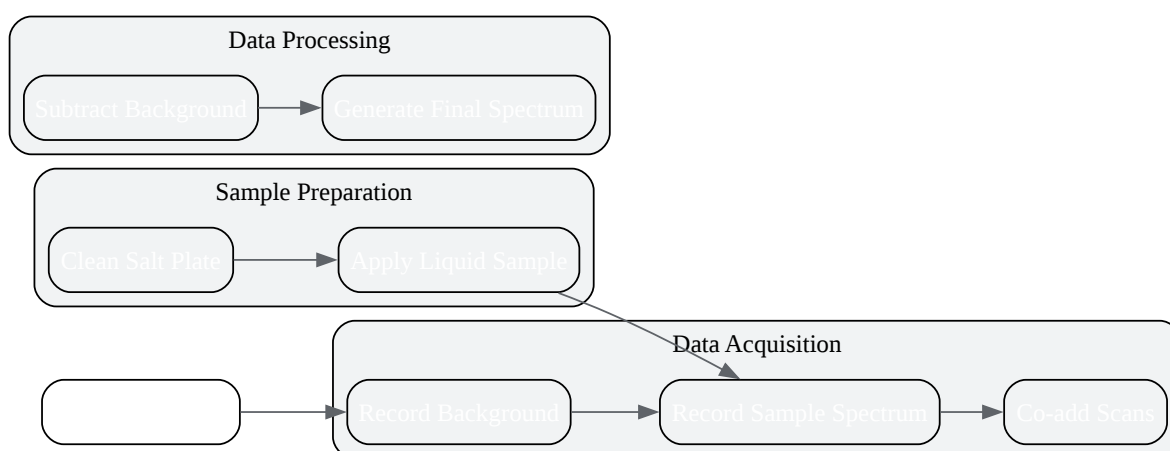 Data Processing
Subtract Background
Generate Final Spectrum
Sample Preparation
Clean Salt Plate
Apply Liquid Sample
Data Acquisition
Record Background
Record Sample Spectrum
Co-add Scans